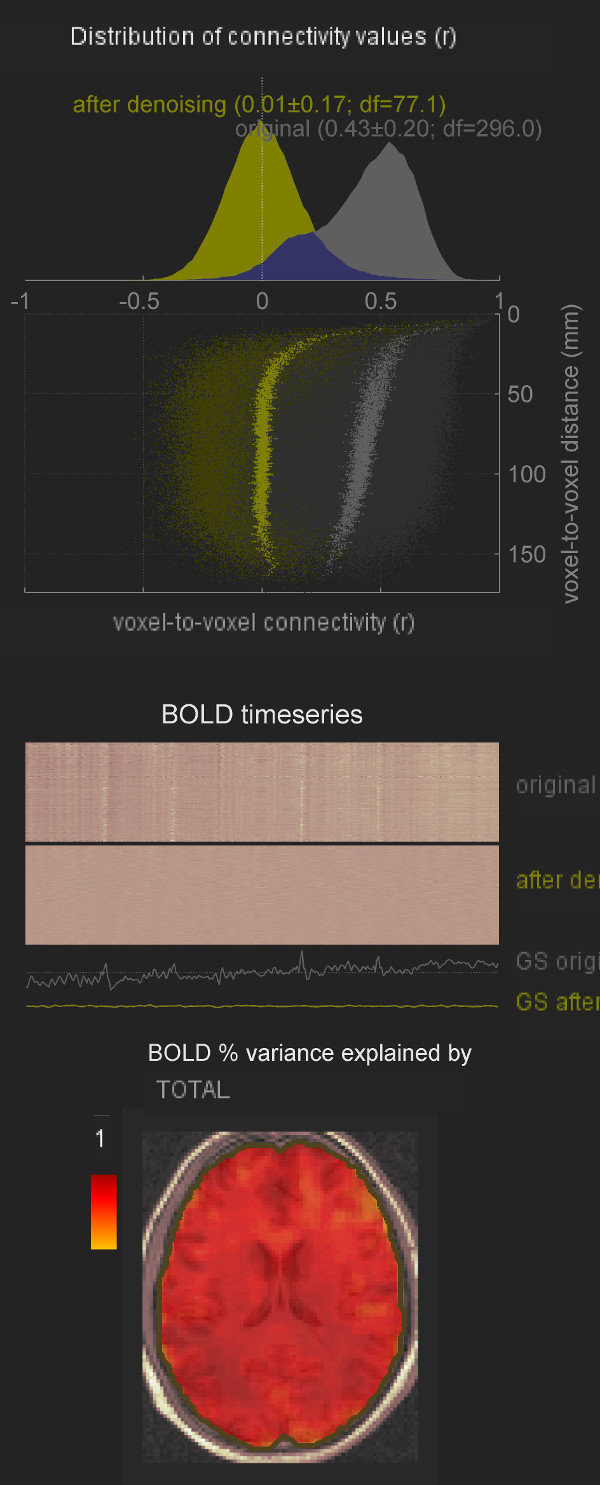 Distribution of connectivity values (r)
after denoising (0.01±0.17; df=77.1)
original (0.43±0.20; df=296.0)
-1 -0.5 0 0.5 1
0
50
100
150
voxel-to-voxel distance (mm)
voxel-to-voxel connectivity (r)
BOLD timeseries
original
after de
GS origi
GS after
BOLD % variance explained by
TOTAL
1